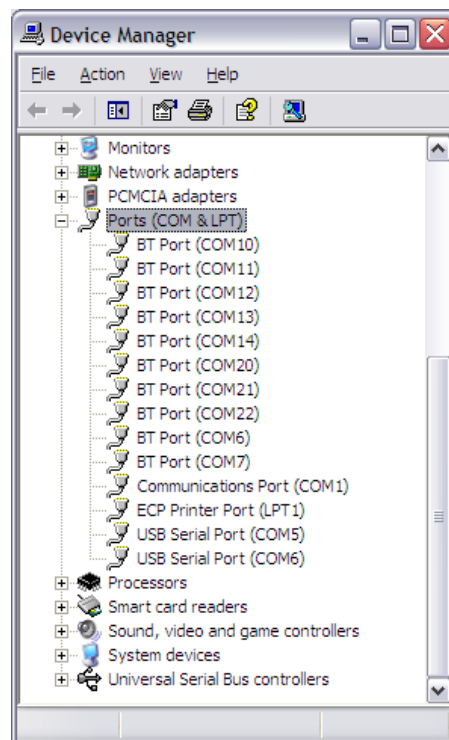 Device Manager
File Action View Help
Monitors
Network adapters
PCMCIA adapters
Ports (COM & LPT)
BT Port (COM10)
BT Port (COM11)
BT Port (COM12)
BT Port (COM13)
BT Port (COM14)
BT Port (COM20)
BT Port (COM21)
BT Port (COM22)
BT Port (COM6)
BT Port (COM7)
Communications Port (COM1)
ECP Printer Port (LPT1)
USB Serial Port (COM5)
USB Serial Port (COM6)
Processors
Smart card readers
Sound, video and game controllers
System devices
Universal Serial Bus controllers